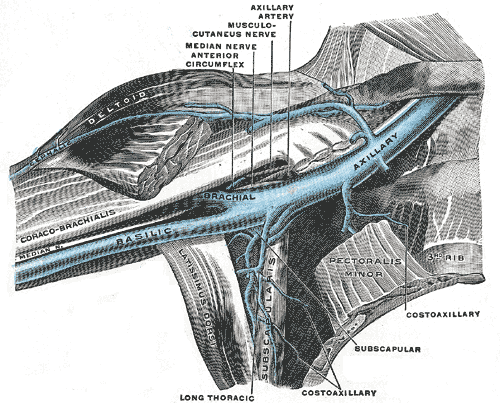 AXILLARY
ARTERY
MUSCULO-
CUTANEUS NERVE
MEDIAN NERVE
ANTERIOR
CIRCUMFLEX
DELTOID
CEPHALIC
AXILLARY
BRACHIAL
CORACO-BRACHIALIS
MEDIAN N.
BASILIC
LATISSIMUS DORSI
SUBSCAPULARIS
PECTORALIS
MINOR
3RD RIB
COSTOAXILLARY
SUBSCAPULAR
COSTOAXILLARY
LONG THORACIC